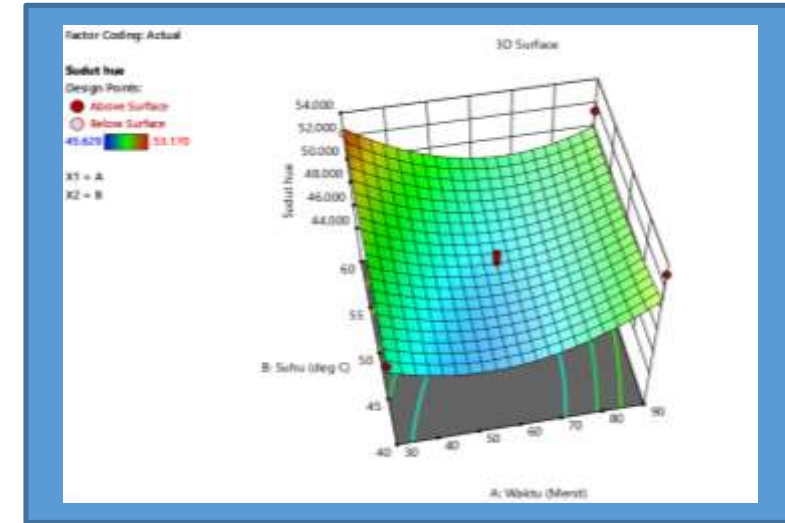 Factor Coding: Actual
3D Surface
Sudut hue
Design Points:
Above Surface
Below Surface
45.629 53.170
X1 = A
X2 = B
54.000
52.000
50.000
48.000
46.000
44.000
Sudut hue
60
55
50
45
40
B: Suhu (deg C)
30
40
50
60
70
80
90
A: Waktu (Menit)